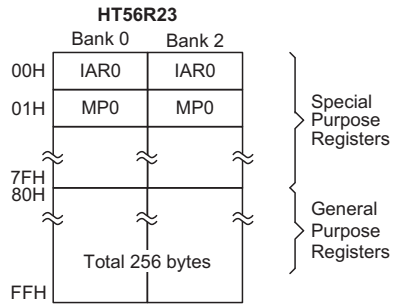 HT56R23
Bank 0 Bank 2
00H IAR0 IAR0
01H MP0 MP0
Special
Purpose
Registers
7FH
80H
General
Purpose
Registers
Total 256 bytes
FFH